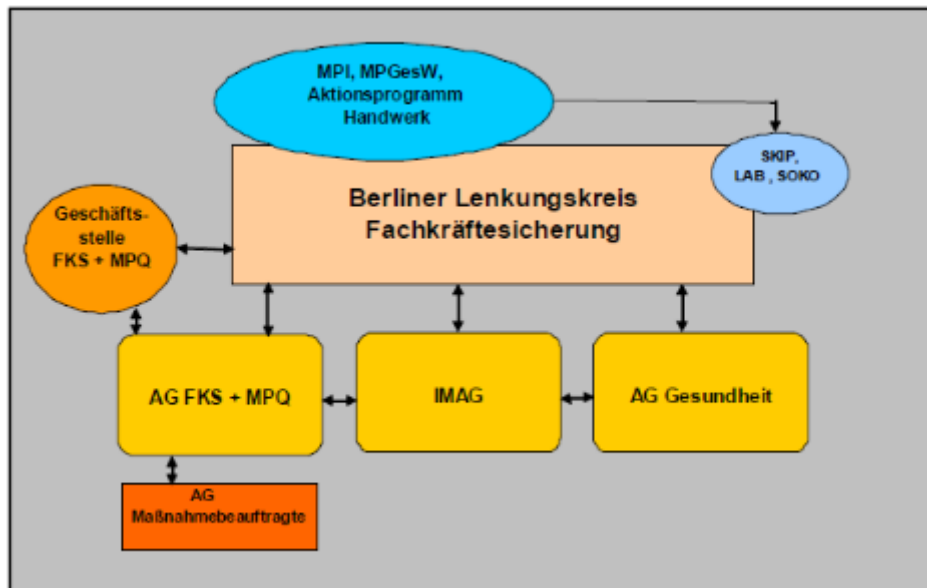 MPI, MPGesW,
Aktionsprogramm
Handwerk
SKIP,
LAB , SOKO
Berliner Lenkungskreis
Fachkräftesicherung
Geschäfts-
stelle
FKS + MPQ
AG FKS + MPQ
IMAG
AG Gesundheit
AG
Maßnahmebeauftragte